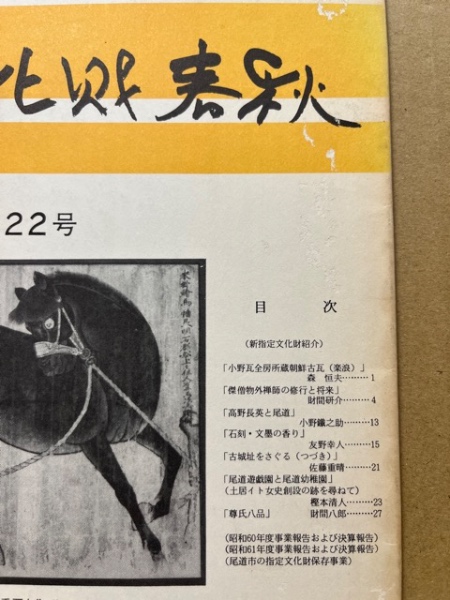 化財春秋
22号
目次
(新指定文化財紹介)
「小野瓦全房所蔵朝鮮古瓦(楽浪)」
森 恒夫………1
「傑僧物外禅師の修行と将来」
財間研介………4
「高野長英と尾道」
小野鐵之助………13
「石刻・文墨の香り」
友野幸人………15
「古城址をさぐる(つづき)」
佐藤重晴………21
「尾道遊戯園と尾道幼稚園」
(土居イト女史創設の跡を尋ねて)
樫本清人………23
「尊氏八品」 財間八郎………27
(昭和60年度事業報告および決算報告)
(昭和61年度事業報告および決算報告)
(尾道市の指定文化財保存事業)